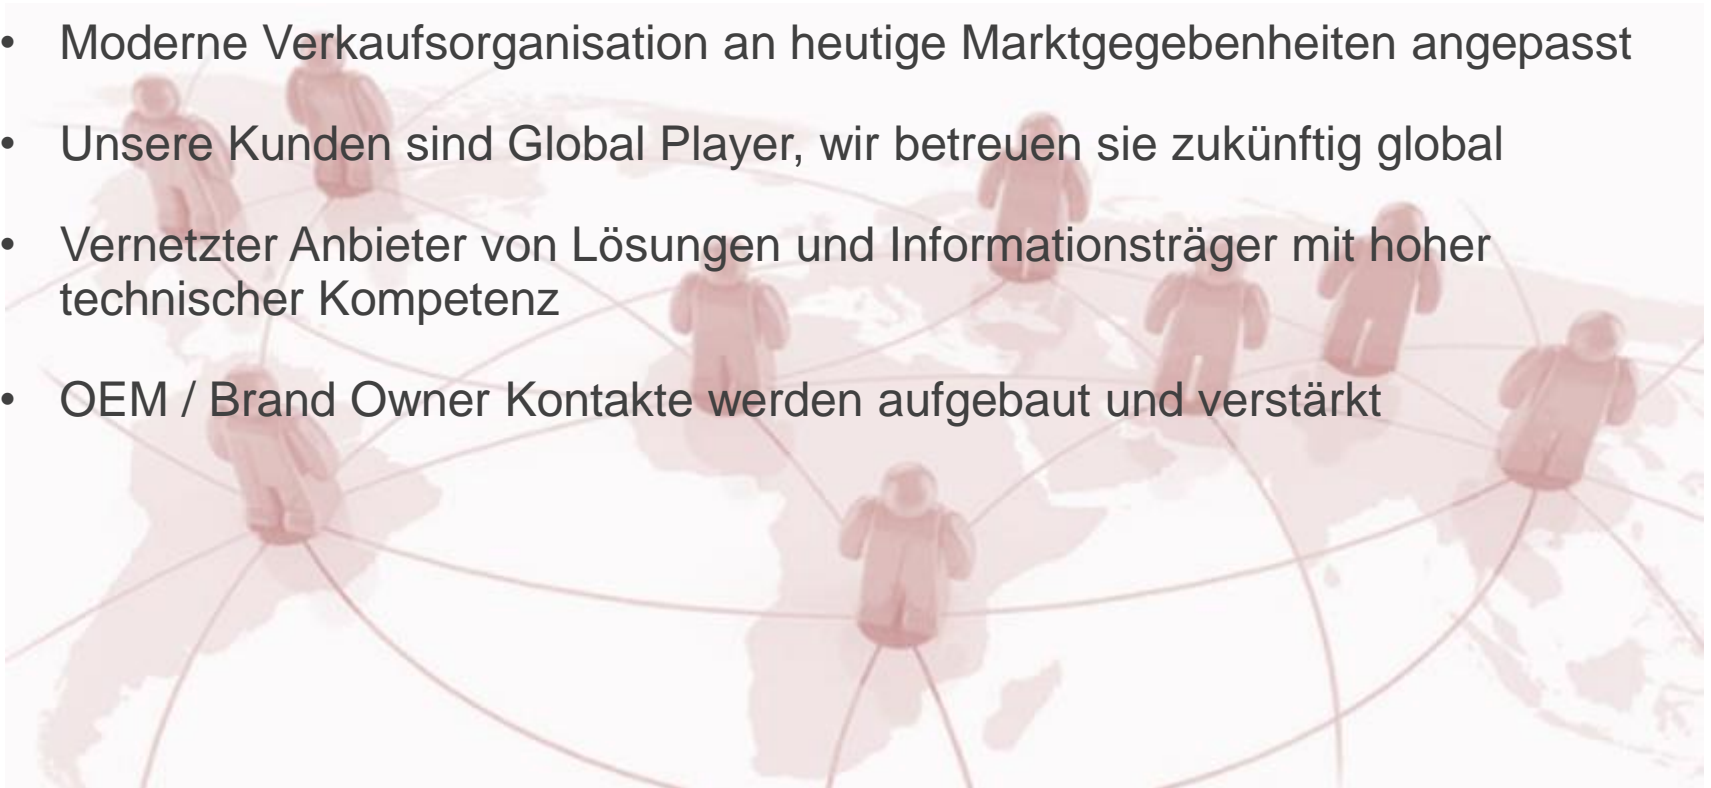 • Moderne Verkaufsorganisation an heutige Marktgegebenheiten angepasst
• Unsere Kunden sind Global Player, wir betreuen sie zukünftig global
• Vernetzter Anbieter von Lösungen und Informationsträger mit hoher
technischer Kompetenz
• OEM / Brand Owner Kontakte werden aufgebaut und verstärkt